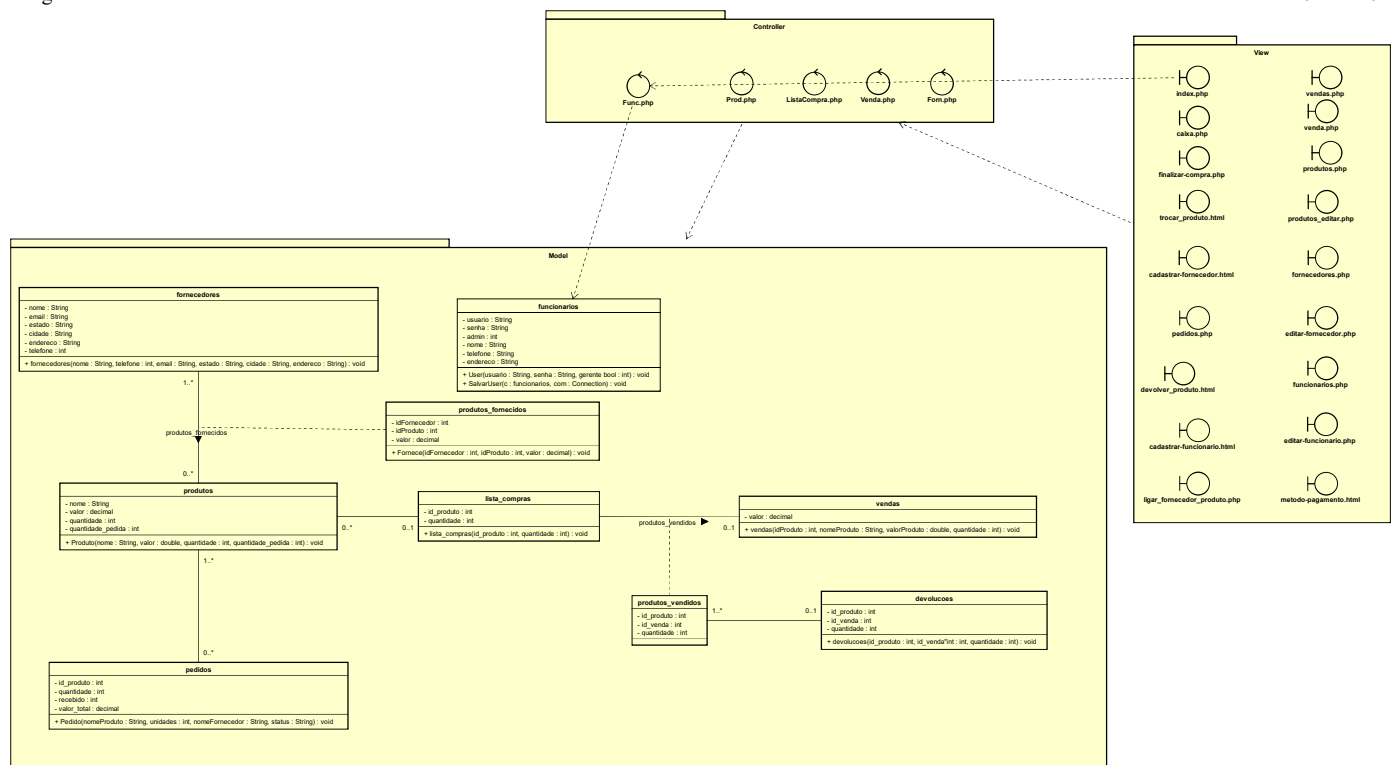 Controller
Func.php
Prod.php
ListaCompra.php
Venda.php
Forn.php
View
index.php
vendas.php
caixa.php
venda.php
finalizar-compra.php
produtos.php
trocar_produto.html
produtos_editar.php
cadastrar-fornecedor.html
fornecedores.php
pedidos.php
editar-fornecedor.php
devolver_produto.html
funcionarios.php
cadastrar-funcionario.html
editar-funcionario.php
ligar_fornecedor_produto.php
metodo-pagamento.html
Model
fornecedores
- nome : String
- email : String
- estado : String
- cidade : String
- endereco : String
- telefone : int
+ fornecedores(nome : String, telefone : int, email : String, estado : String, cidade : String, endereco : String) : void
funcionarios
- usuario : String
- senha : String
- admin : int
- nome : String
- telefone : String
- endereco : String
+ User(usuario : String, senha : String, gerente bool : int) : void
+ SalvarUser(c : funcionarios, com : Connection) : void
1..*
produtos_fornecidos
0..*
produtos_fornecidos
- idFornecedor : int
- idProduto : int
- valor : decimal
+ Fornece(idFornecedor : int, idProduto : int, valor : decimal) : void
produtos
- nome : String
- valor : decimal
- quantidade : int
- quantidade_pedida : int
+ Produto(nome : String, valor : double, quantidade : int, quantidade_pedida : int) : void
0..*
0..1
lista_compras
- id_produto : int
- quantidade : int
+ lista_compras(id_produto : int, quantidade : int) : void
produtos_vendidos
0..1
vendas
- valor : decimal
+ vendas(idProduto : int, nomeProduto : String, valorProduto : double, quantidade : int) : void
1..*
0..*
produtos_vendidos
- id_produto : int
- id_venda : int
- quantidade : int
1..*
0..1
devolucoes
- id_produto : int
- id_venda : int
- quantidade : int
+ devolucoes(id_produto : int, id_venda"int : int, quantidade : int) : void
pedidos
- id_produto : int
- quantidade : int
- recebido : int
- valor_total : decimal
+ Pedido(nomeProduto : String, unidades : int, nomeFornecedor : String, status : String) : void